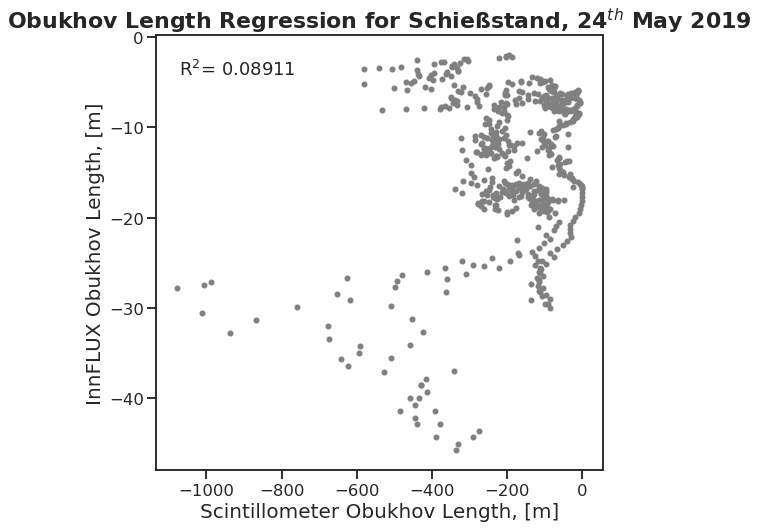 Obukhov Length Regression for Schießstand, 24th May 2019
R2= 0.08911
0
−10
−20
−30
−40
InnFLUX Obukhov Length, [m]
−1000 −800 −600 −400 −200 0
Scintillometer Obukhov Length, [m]